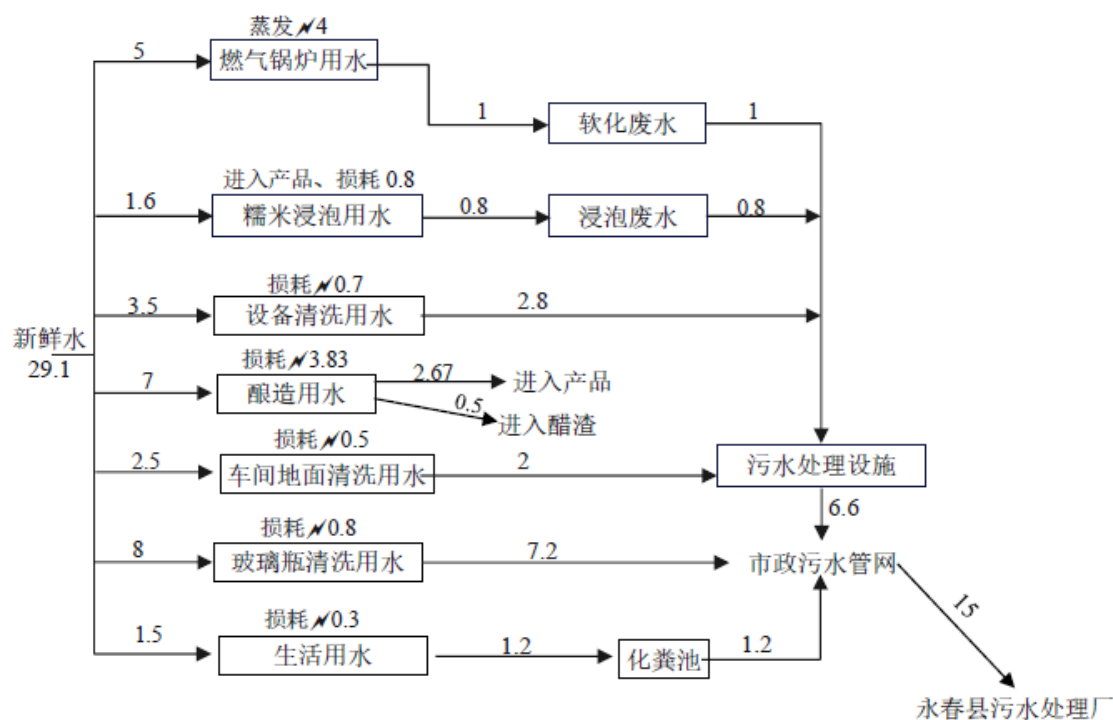 蒸发 4
5
燃气锅炉用水
1
软化废水
1
进入产品、损耗 0.8
1.6
糯米浸泡用水
0.8
浸泡废水
0.8
损耗 0.7
3.5
设备清洗用水
2.8
新鲜水
29.1
损耗 3.83
7
酿造用水
2.67
进入产品
0.5
进入醋渣
损耗 0.5
2.5
车间地面清洗用水
2
污水处理设施
6.6
损耗 0.8
8
玻璃瓶清洗用水
7.2
市政污水管网
15
损耗 0.3
1.5
生活用水
1.2
化粪池
1.2
永春县污水处理厂